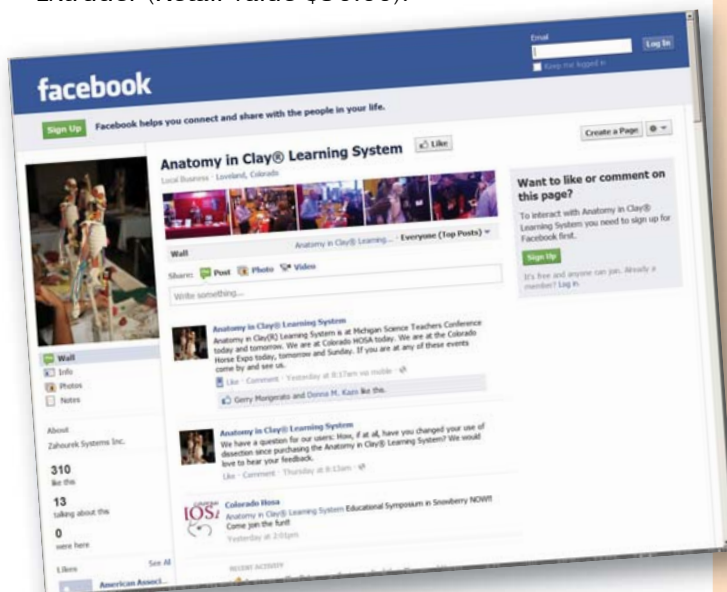 (Retail value $30.00).
facebook
Email
Keep me logged in
Log In
Sign Up Facebook helps you connect and share with the people in your life.
Anatomy in Clay® Learning System Like
Local Business · Loveland, Colorado
Create a Page
Wall Anatomy in Clay® Learning... · Everyone (Top Posts)
Share: Post Photo Video
Write something...
Want to like or comment on
this page?
To interact with Anatomy in Clay®
Learning System you need to sign up for
Facebook first.
Sign Up
It's free and anyone can join. Already a
member? Log in.
Anatomy in Clay® Learning System
Anatomy in Clay(R) Learning System is at Michigan Science Teachers Conference
today and tomorrow. We are at Colorado HOSA today. We are at the Colorado
Horse Expo today, tomorrow and Sunday. If you are at any of these events
come by and see us.
Like · Comment · Yesterday at 8:17am via mobile
Gerry Morigerato and Donna M. Kazo like this.
Anatomy in Clay® Learning System
We have a question for our users: How, if at all, have you changed your use of
dissection since purchasing the Anatomy in Clay® Learning System? We would
love to hear your feedback.
Like · Comment · Thursday at 8:13am
Colorado Hosa
Anatomy in Clay® Learning System Educational Symposium in Snowberry NOW!!
Come join the fun!!
Yesterday at 2:01pm
RECENT ACTIVITY
Wall
Info
Photos
Notes
About
Zahourek Systems Inc.
310
like this
13
talking about this
0
were here
Likes See All
American Associ...